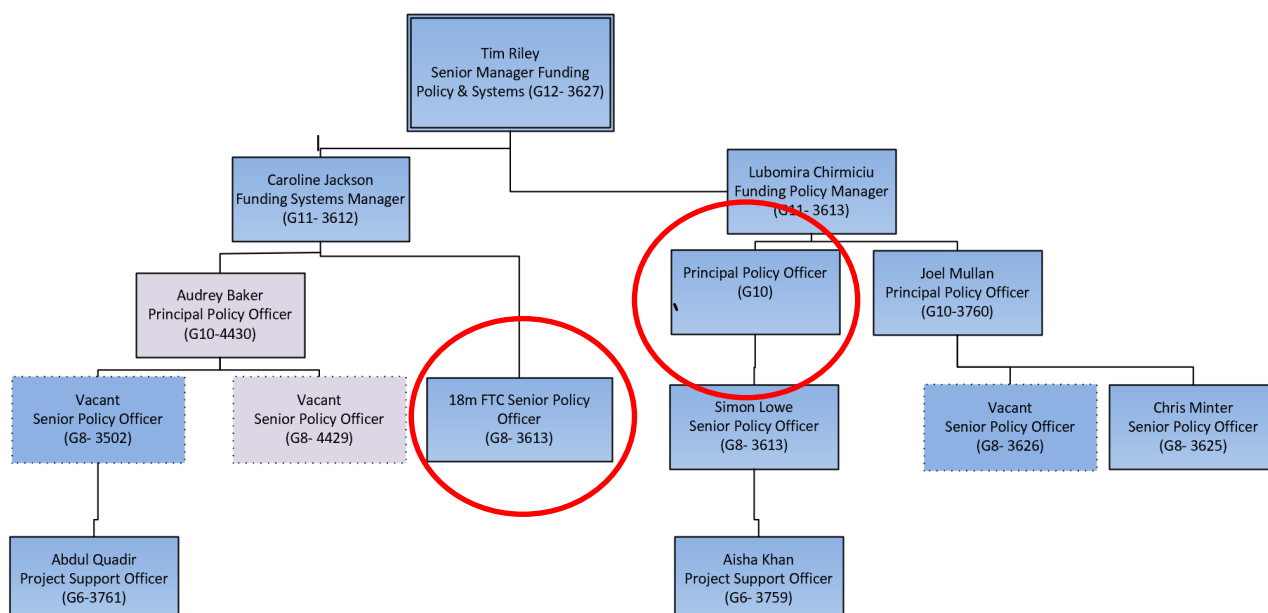 Tim Riley
Senior Manager Funding
Policy & Systems (G12- 3627)
Caroline Jackson
Funding Systems Manager
(G11- 3612)
Lubomira Chirmiciu
Funding Policy Manager
(G11- 3613)
Audrey Baker
Principal Policy Officer
(G10-4430)
Principal Policy Officer
(G10)
Joel Mullan
Principal Policy Officer
(G10-3760)
Vacant
Senior Policy Officer
(G8- 3502)
Vacant
Senior Policy Officer
(G8- 4429)
18m FTC Senior Policy
Officer
(G8- 3613)
Simon Lowe
Senior Policy Officer
(G8- 3613)
Vacant
Senior Policy Officer
(G8- 3626)
Chris Minter
Senior Policy Officer
(G8- 3625)
Abdul Quadir
Project Support Officer
(G6-3761)
Aisha Khan
Project Support Officer
(G6- 3759)